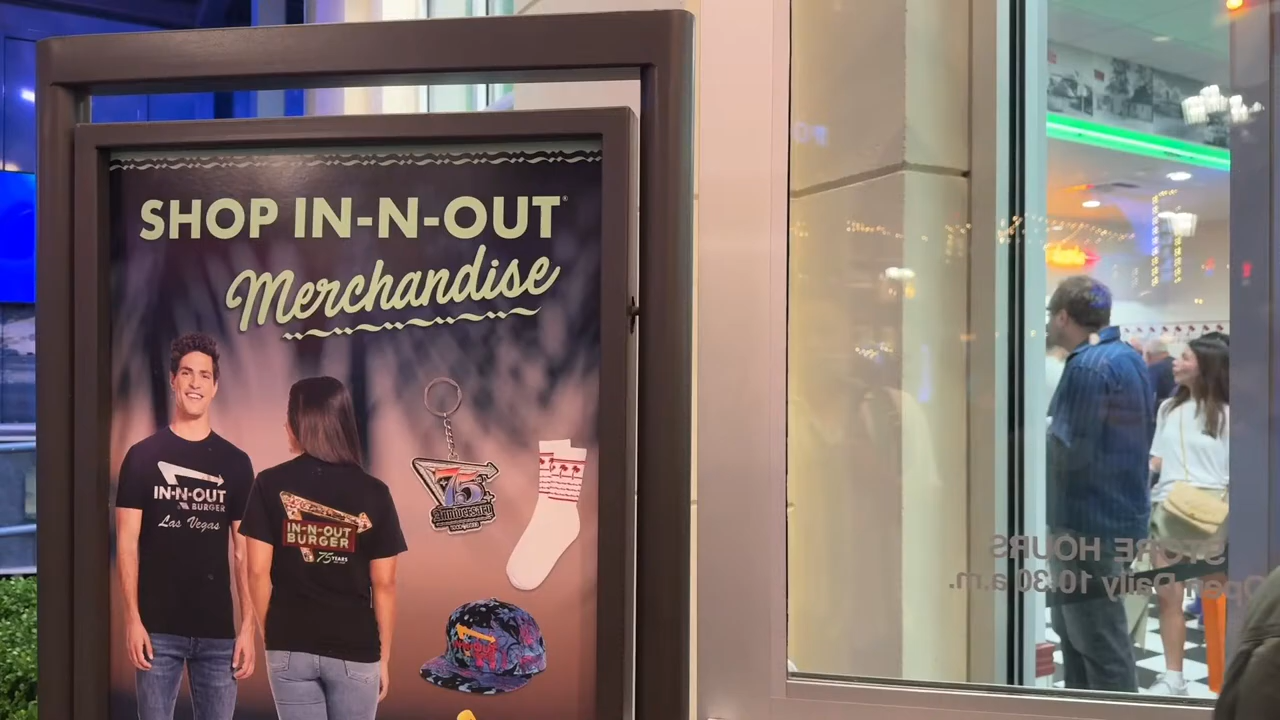 SHOP IN-N-OUT®
Merchandise
IN-N-OUT
BURGER
Las Vegas
IN-N-OUT
BURGER
75 YEARS
75th
Anniversary
STORE HOURS
Open Daily 10:30 a.m.